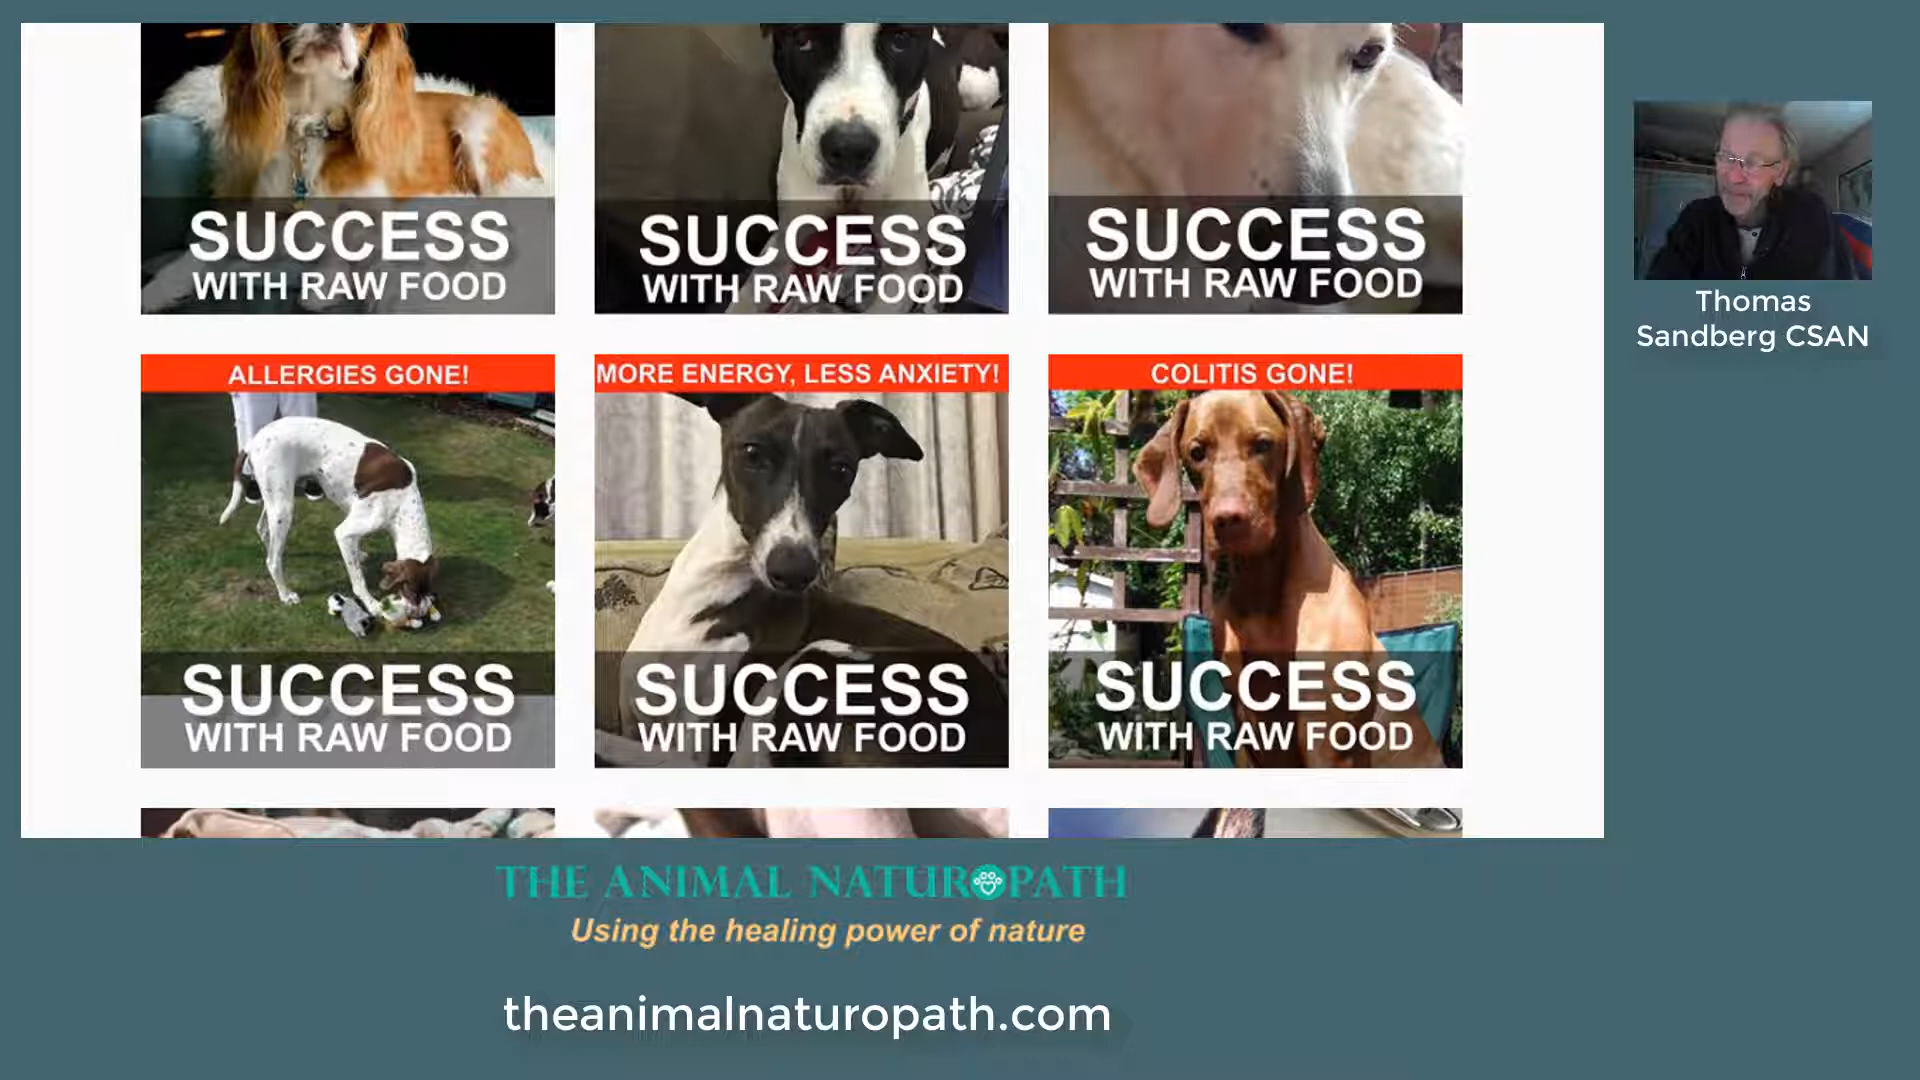 SUCCESS
WITH RAW FOOD
SUCCESS
WITH RAW FOOD
SUCCESS
WITH RAW FOOD
Thomas
Sandberg CSAN
ALLERGIES GONE!
SUCCESS
WITH RAW FOOD
MORE ENERGY, LESS ANXIETY!
SUCCESS
WITH RAW FOOD
COLITIS GONE!
SUCCESS
WITH RAW FOOD
THE ANIMAL NATUROPATH
Using the healing power of nature
theanimalnaturopath.com